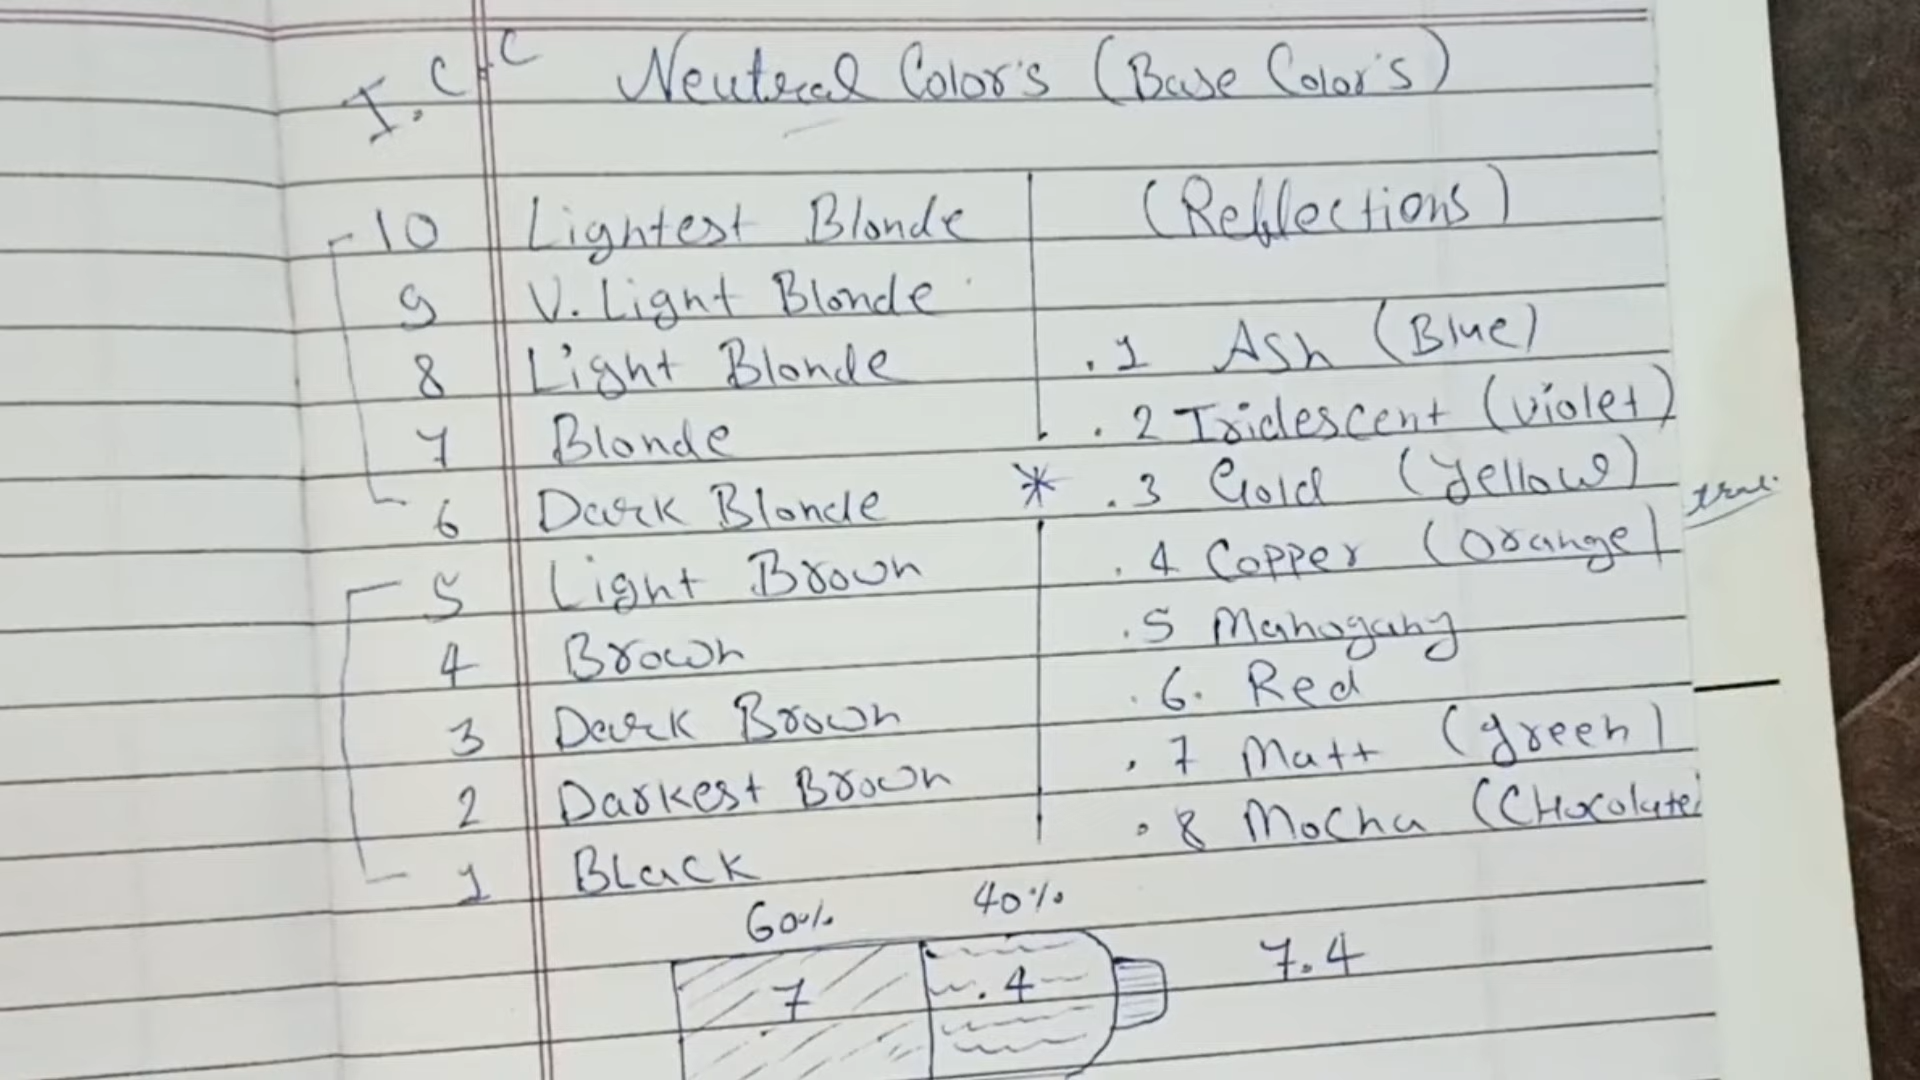 I.C.C
Neutral Color's (Base Color's)
10 Lightest Blonde
(Reflections)
9 V. Light Blonde
8 Light Blonde
.1 Ash (Blue)
7 Blonde
.2 Iridescent (Violet)
6 Dark Blonde
* .3 Gold (Yellow)
5 Light Brown
.4 Copper (Orange)
4 Brown
.5 Mahogany
3 Dark Brown
.6. Red
2 Darkest Brown
.7 Matt (green)
1 Black
.8 Mocha (CHocolate)
60% 40%
7 .4 7.4